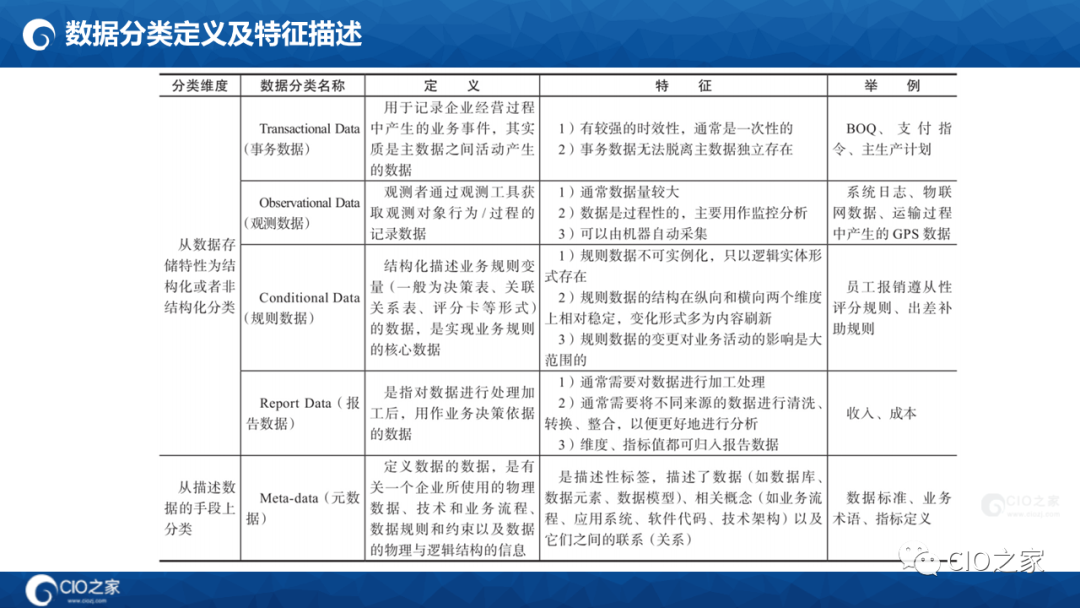 数据分类定义及特征描述
分类维度
数据分类名称
定 义
特 征
举 例
从数据存
储特性为结
构化或者非
结构化分类
Transactional Data
（事务数据）
用于记录企业经营过程
中产生的业务事件，其实
质是主数据之间活动产生
的数据
1）有较强的时效性，通常是一次性的
2）事务数据无法脱离主数据独立存在
BOQ、支付指
令、主生产计划
Observational Data
（观测数据）
观测者通过观测工具获
取观测对象行为/过程的
记录数据
1）通常数据量较大
2）数据是过程性的，主要用作监控分析
3）可以由机器自动采集
系统日志、物联
网数据、运输过程
中产生的 GPS 数据
Conditional Data
（规则数据）
结构化描述业务规则变
量（一般为决策表、关联
关系表、评分卡等形式）
的数据，是实现业务规则
的核心数据
1）规则数据不可实例化，只以逻辑实体形
式存在
2）规则数据的结构在纵向和横向两个维度
上相对稳定，变化形式多为内容刷新
3）规则数据的变更对业务活动的影响是大
范围的
员工报销遵从性
评分规则、出差补
助规则
Report Data（报
告数据）
是指对数据进行处理加
工后，用作业务决策依据
的数据
1）通常需要对数据进行加工处理
2）通常需要将不同来源的数据进行清洗、
转换、整合，以便更好地进行分析
3）维度、指标值都可归入报告数据
收入、成本
从描述数
据的手段上
分类
Meta-data（元数
据）
定义数据的数据，是有
关一个企业所使用的物理
数据、技术和业务流程、
数据规则和约束以及数据
的物理与逻辑结构的信息
是描述性标签，描述了数据（如数据库、
数据元素、数据模型）、相关概念（如业务流
程、应用系统、软件代码、技术架构）以及
它们之间的联系（关系）
数据标准、业务
术语、指标定义
CIO之家
www.ciozj.com
CIO之家
CIO之家
www.ciozj.com